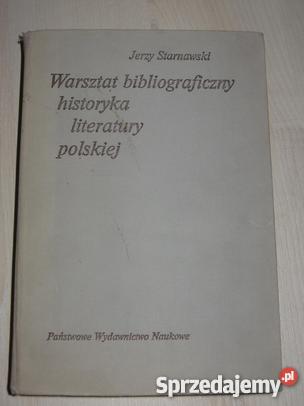 Jerzy Starnawski
Warsztat bibliograficzny
historyka
literatury
polskiej
Państwowe Wydawnictwo Naukowe
Sprzedajemy.pl